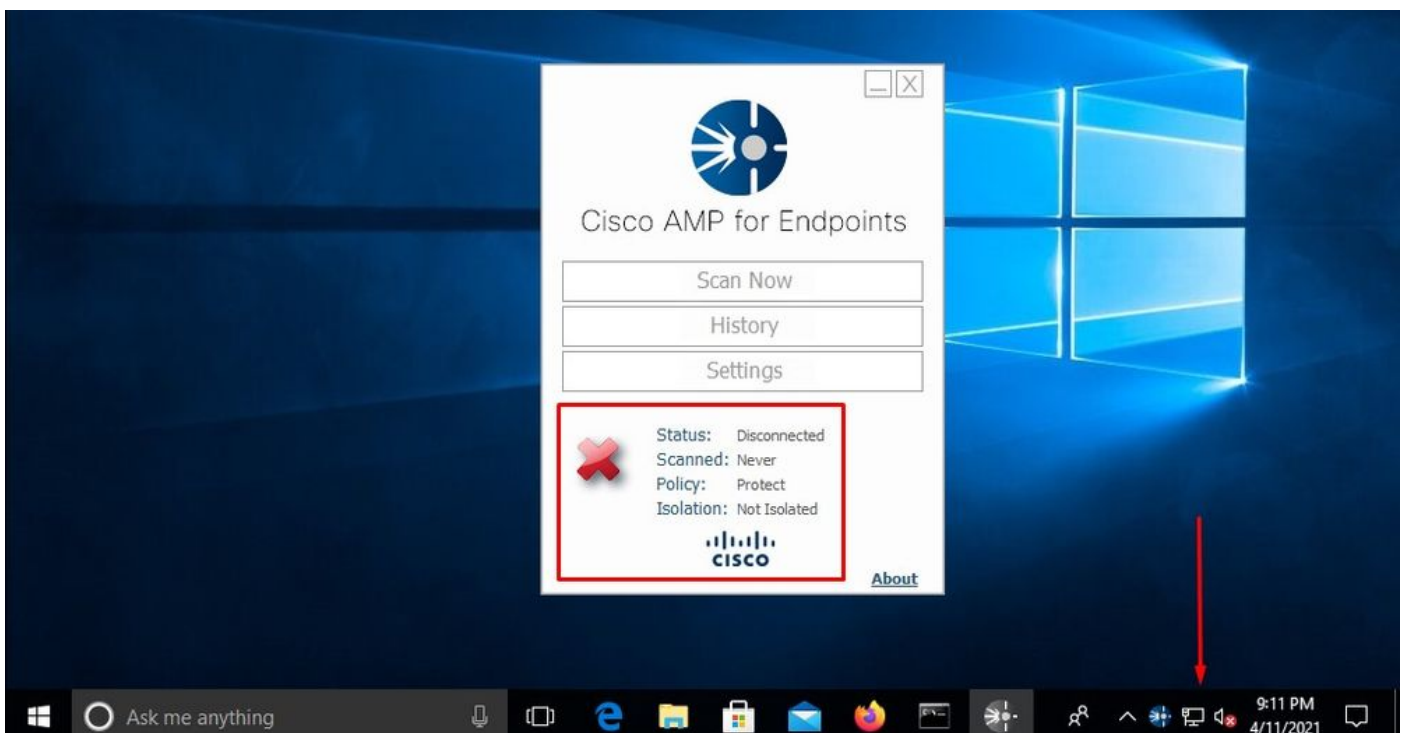 X
Cisco AMP for Endpoints
Scan Now
History
Settings
Status: Disconnected
Scanned: Never
Policy: Protect
Isolation: Not Isolated
CISCO
About
Ask me anything
9:11 PM
4/11/2021